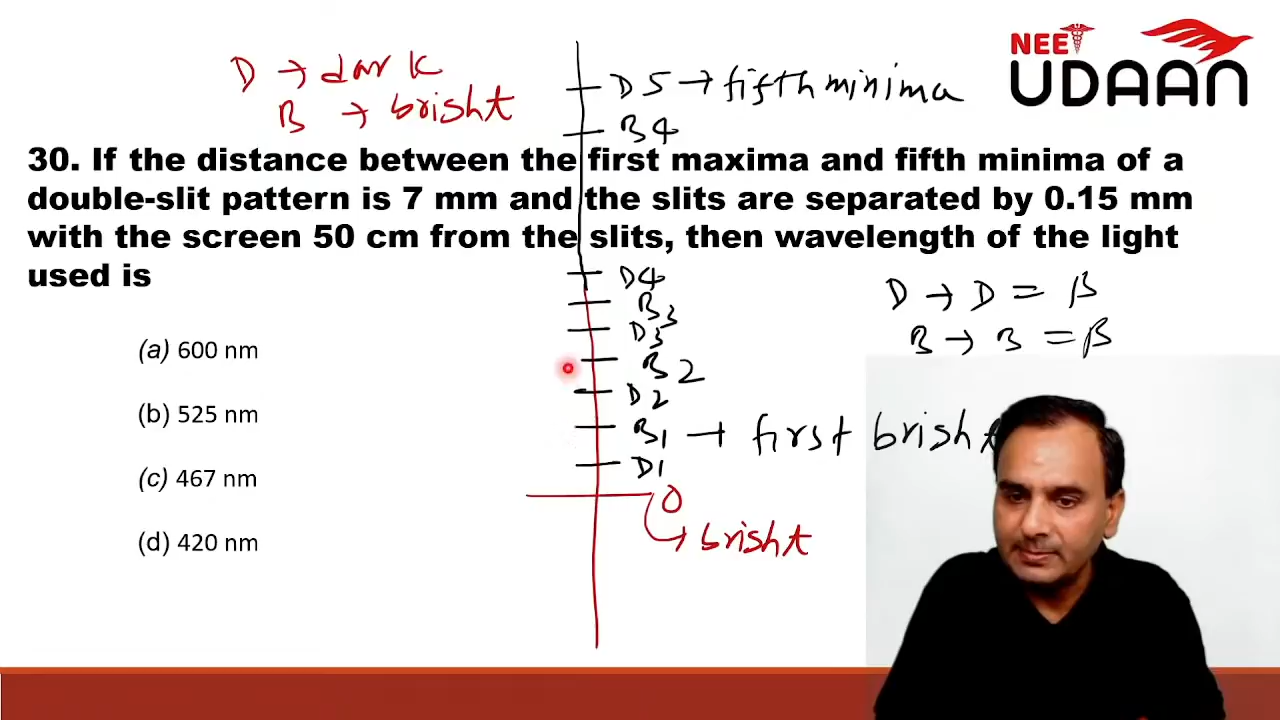 NEET
UDAAN
D → dark
B → brisht
D5 → fifth minima
B4
30. If the distance between the first maxima and fifth minima of a
double-slit pattern is 7 mm and the slits are separated by 0.15 mm
with the screen 50 cm from the slits, then wavelength of the light
used is
D4
B3
D3
B2
D2
B1 → first brisht
D1
O
→ brisht
D → D = β
B → B = β
(a) 600 nm
(b) 525 nm
(c) 467 nm
(d) 420 nm